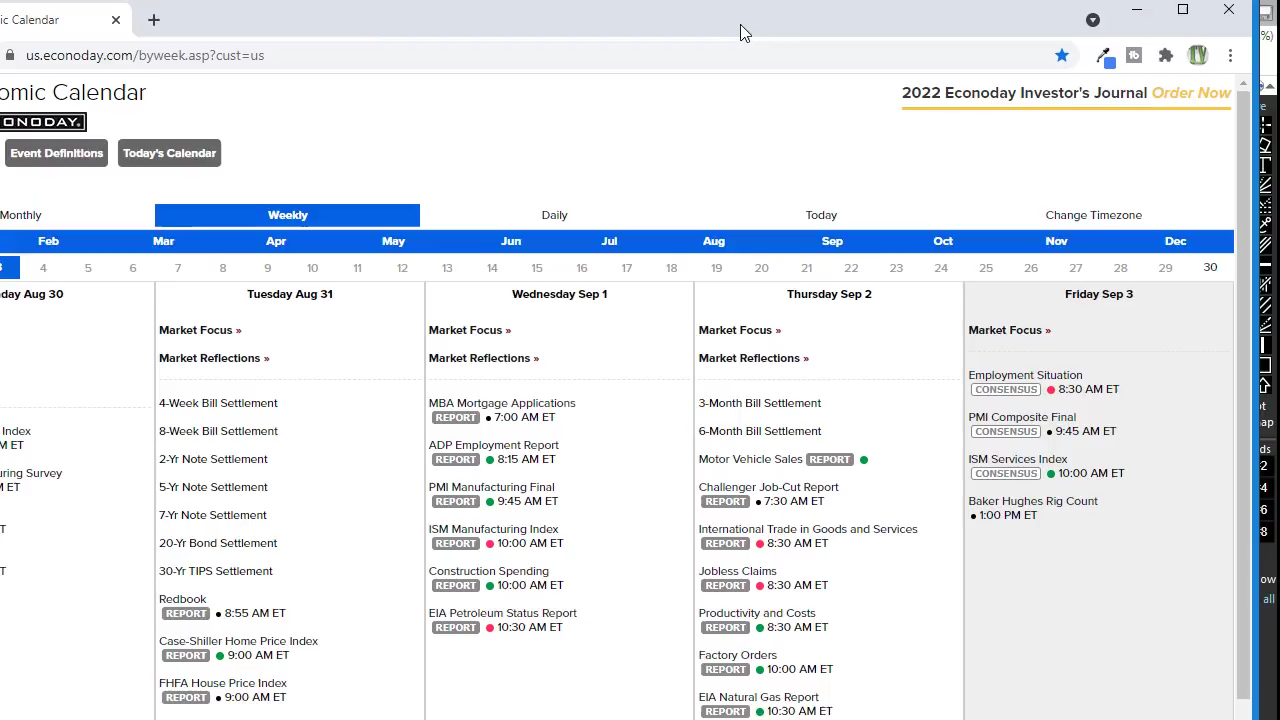 ic Calendar
us.econoday.com/byweek.asp?cust=us
omic Calendar
2022 Econoday Investor's Journal Order Now
ONODAY.
Event Definitions
Today's Calendar
Monthly
Weekly
Daily
Today
Change Timezone
Feb
Mar
Apr
May
Jun
Jul
Aug
Sep
Oct
Nov
Dec
4 5 6 7 8 9 10 11 12 13 14 15 16 17 18 19 20 21 22 23 24 25 26 27 28 29 30
day Aug 30
Index
M ET
uring Survey
M ET
T
T
Tuesday Aug 31
Market Focus »
Market Reflections »
4-Week Bill Settlement
8-Week Bill Settlement
2-Yr Note Settlement
5-Yr Note Settlement
7-Yr Note Settlement
20-Yr Bond Settlement
30-Yr TIPS Settlement
Redbook
REPORT 8:55 AM ET
Case-Shiller Home Price Index
REPORT 9:00 AM ET
FHFA House Price Index
REPORT 9:00 AM ET
Wednesday Sep 1
Market Focus »
Market Reflections »
MBA Mortgage Applications
REPORT 7:00 AM ET
ADP Employment Report
REPORT 8:15 AM ET
PMI Manufacturing Final
REPORT 9:45 AM ET
ISM Manufacturing Index
REPORT 10:00 AM ET
Construction Spending
REPORT 10:00 AM ET
EIA Petroleum Status Report
REPORT 10:30 AM ET
Thursday Sep 2
Market Focus »
Market Reflections »
3-Month Bill Settlement
6-Month Bill Settlement
Motor Vehicle Sales REPORT
Challenger Job-Cut Report
REPORT 7:30 AM ET
International Trade in Goods and Services
REPORT 8:30 AM ET
Jobless Claims
REPORT 8:30 AM ET
Productivity and Costs
REPORT 8:30 AM ET
Factory Orders
REPORT 10:00 AM ET
EIA Natural Gas Report
REPORT 10:30 AM ET
Friday Sep 3
Market Focus »
Employment Situation
CONSENSUS 8:30 AM ET
PMI Composite Final
CONSENSUS 9:45 AM ET
ISM Services Index
CONSENSUS 10:00 AM ET
Baker Hughes Rig Count
1:00 PM ET
%)
ap
ds
2
4
6
8
ow
all